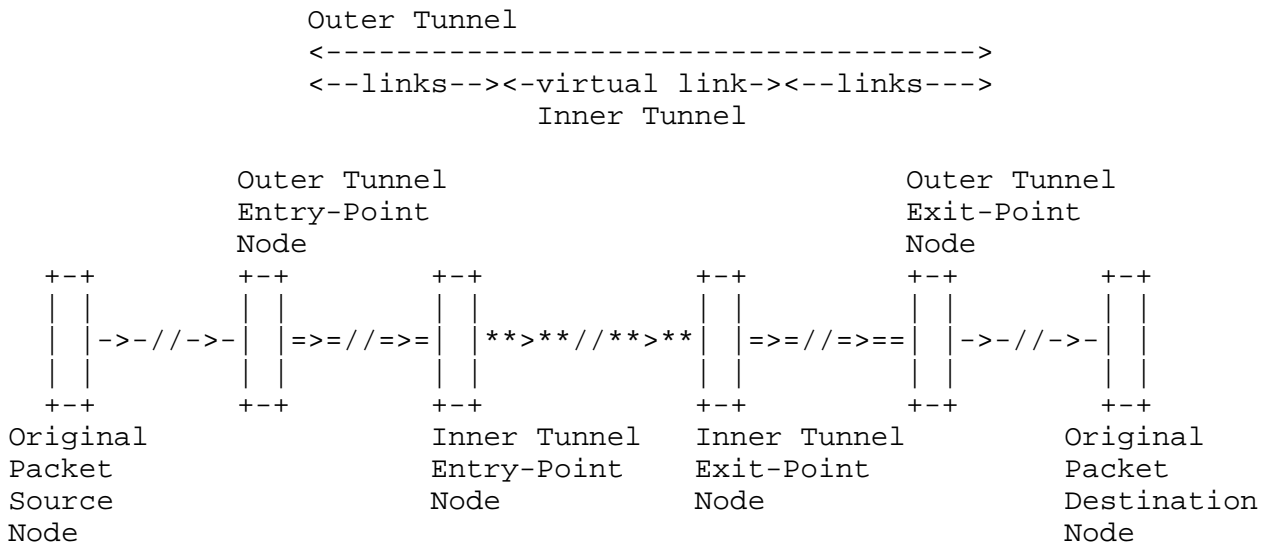 Outer Tunnel
<------------------------------------->
<--links--><-virtual link-><--links--->
Inner Tunnel
Outer Tunnel                Outer Tunnel
Entry-Point                 Exit-Point
Node                        Node
+-+        +-+        +-+              +-+         +-+        +-+
| |        | |        | |              | |         | |        | |
| |->-//->-| |=>=//=>=| |**>**//**>**| |=>=//=>==| |->-//->-| |
| |        | |        | |              | |         | |        | |
+-+        +-+        +-+              +-+         +-+        +-+
Original   Inner Tunnel   Inner Tunnel   Original
Packet     Entry-Point    Exit-Point     Packet
Source     Node           Node           Destination
Node                                     Node